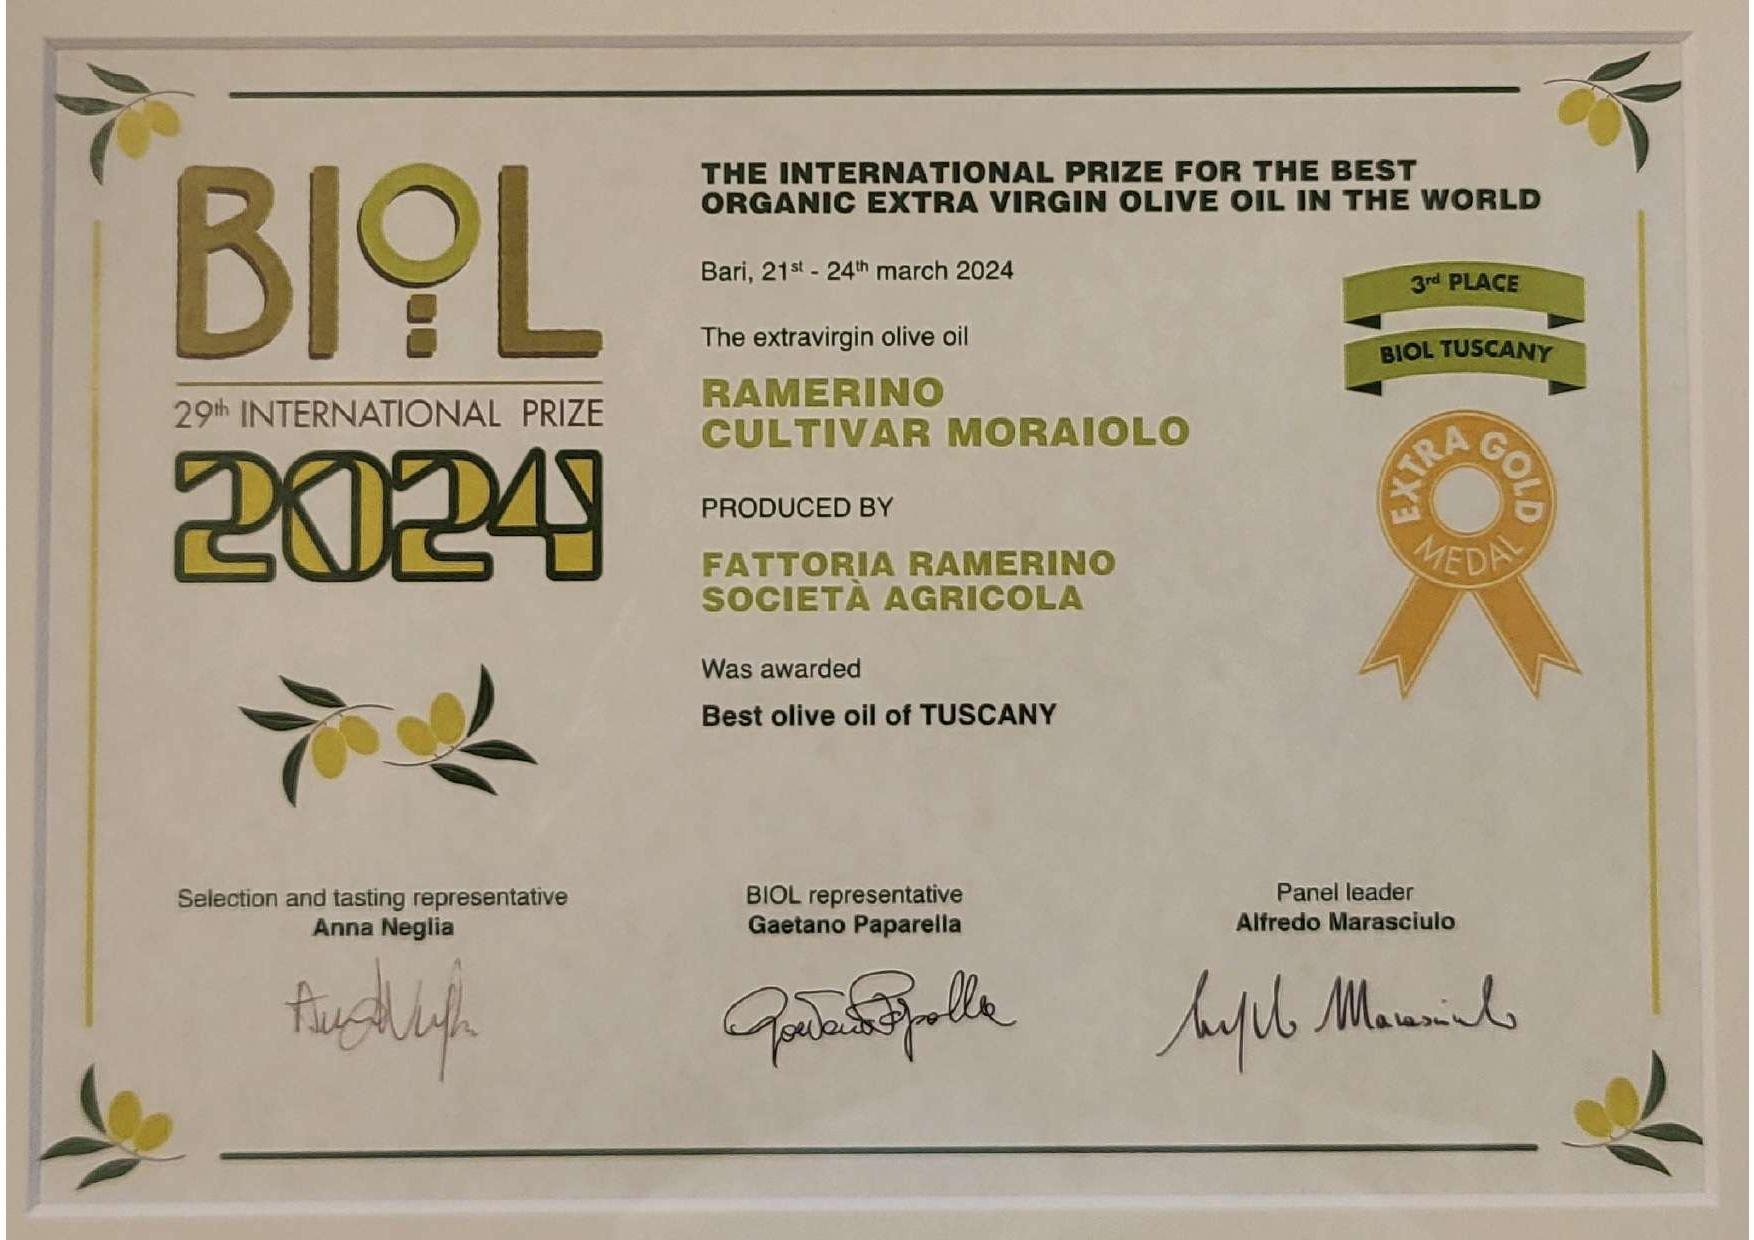 BIOL
29th INTERNATIONAL PRIZE
2024
THE INTERNATIONAL PRIZE FOR THE BEST
ORGANIC EXTRA VIRGIN OLIVE OIL IN THE WORLD
Bari, 21st - 24th march 2024
The extravirgin olive oil
RAMERINO
CULTIVAR MORAIOLO
PRODUCED BY
FATTORIA RAMERINO
SOCIETÀ AGRICOLA
Was awarded
Best olive oil of TUSCANY
3rd PLACE
BIOL TUSCANY
EXTRA GOLD
MEDAL
Selection and tasting representative
Anna Neglia
BIOL representative
Gaetano Paparella
Panel leader
Alfredo Marasciulo